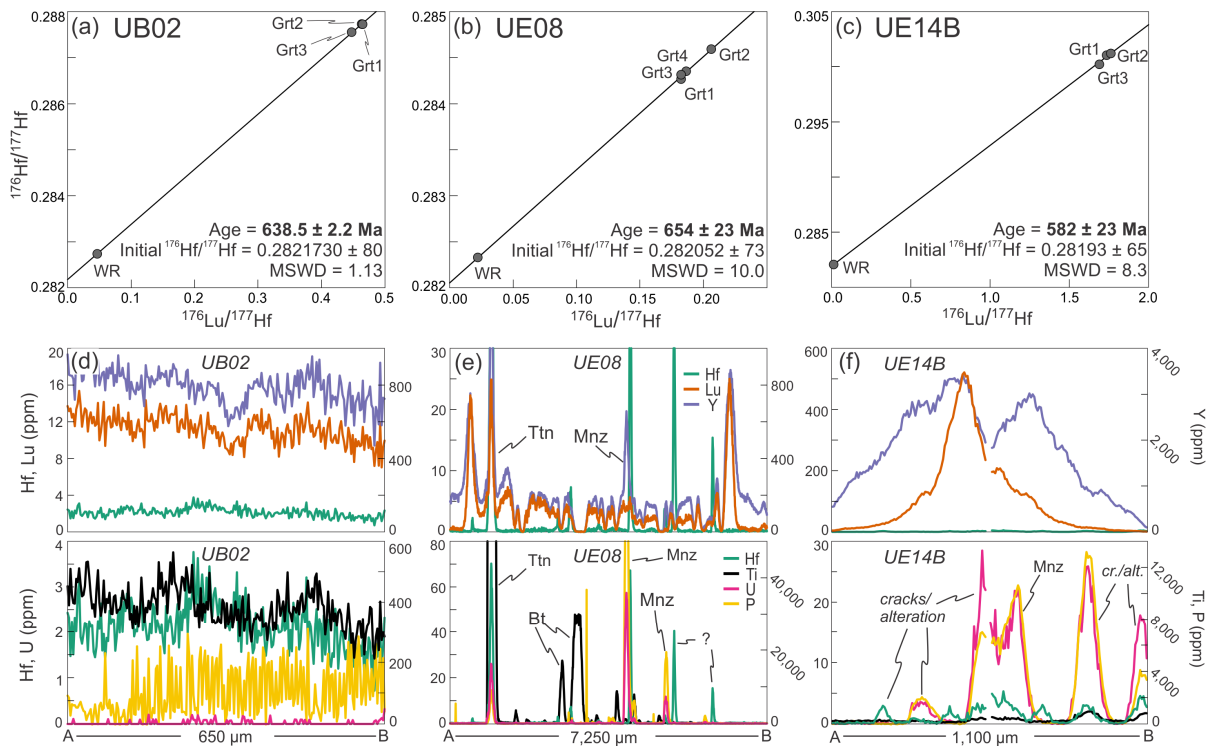 (a) UB02
0.288
0.286
0.284
0.282
176Hf/177Hf
Grt2
Grt3
Grt1
WR
Age = 638.5 ± 2.2 Ma
Initial 176Hf/177Hf = 0.2821730 ± 80
MSWD = 1.13
0.0 0.1 0.2 0.3 0.4 0.5
176Lu/177Hf
(b) UE08
0.285
0.284
0.283
0.282
Grt4
Grt3
Grt2
Grt1
WR
Age = 654 ± 23 Ma
Initial 176Hf/177Hf = 0.282052 ± 73
MSWD = 10.0
0.00 0.05 0.10 0.15 0.20
176Lu/177Hf
(c) UE14B
0.305
0.295
0.285
Grt1
Grt2
Grt3
WR
Age = 582 ± 23 Ma
Initial 176Hf/177Hf = 0.28193 ± 65
MSWD = 8.3
0.0 0.5 1.0 1.5 2.0
176Lu/177Hf
(d) UB02
Hf, Lu (ppm)
20
16
12
8
4
0
800
400
0
(e) UE08
30
20
10
0
Hf
Lu
Y
Ttn
Mnz
800
400
0
(f) UE14B
600
400
200
0
4,000
2,000
0
Y (ppm)
UB02
Hf, U (ppm)
4
3
2
1
0
600
400
200
0
A 650 µm B
UE08
80
60
40
20
0
Ttn
Mnz
Bt
Mnz
?
Hf
Ti
U
P
40,000
20,000
0
A 7,250 µm B
UE14B
30
25
20
15
10
5
0
cracks/
alteration
Mnz
cr./alt.
12,000
8,000
4,000
0
Ti, P (ppm)
A 1,100 µm B